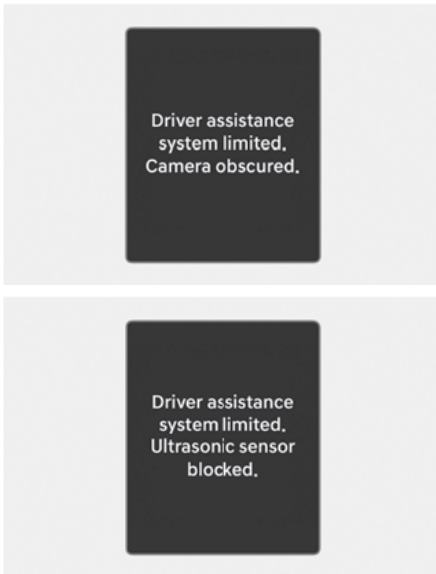 Driver assistance
system limited.
Camera obscured.
Driver assistance
system limited.
Ultrasonic sensor
blocked.